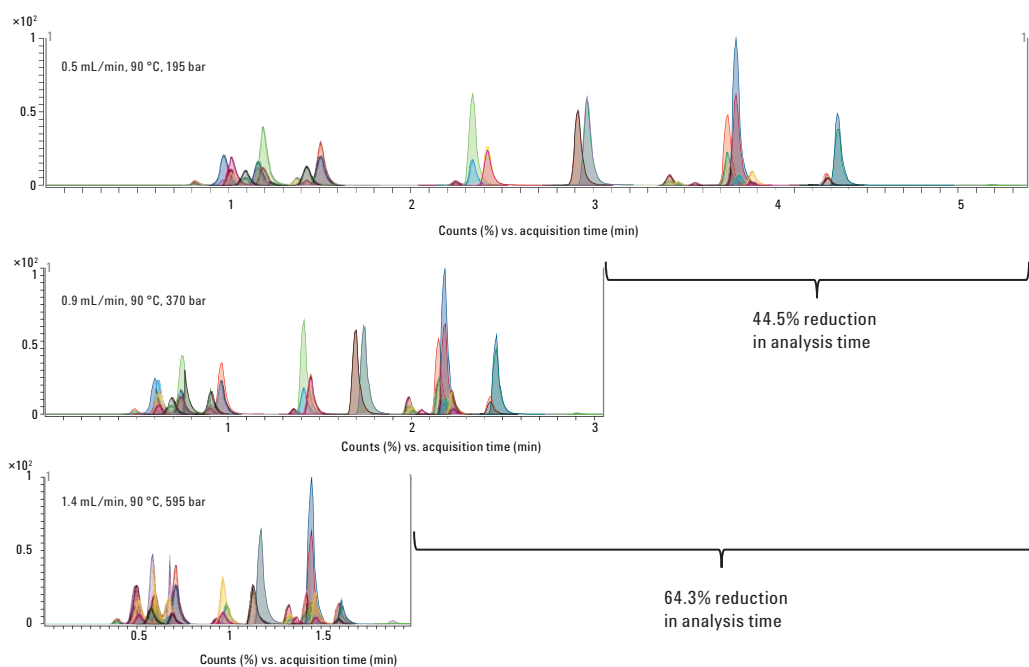 ×10²
1
1
1
0.5 mL/min, 90 °C, 195 bar
0.5
0
1
2
3
4
5
Counts (%) vs. acquisition time (min)
×10²
1
1
0.9 mL/min, 90 °C, 370 bar
0.5
0
1
2
3
Counts (%) vs. acquisition time (min)
44.5% reduction
in analysis time
×10²
1
1
1.4 mL/min, 90 °C, 595 bar
0.5
0
0.5
1
1.5
Counts (%) vs. acquisition time (min)
64.3% reduction
in analysis time